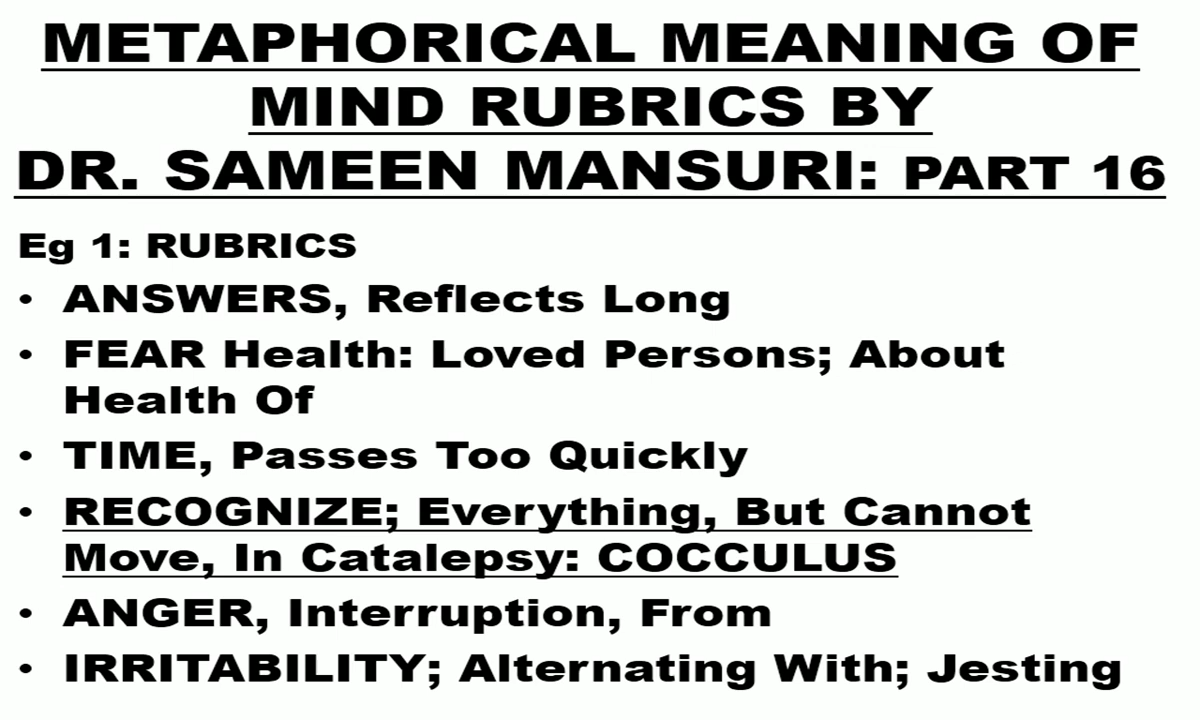 METAPHORICAL MEANING OF
MIND RUBRICS BY
DR. SAMEEN MANSURI: PART 16
Eg 1: RUBRICS
• ANSWERS, Reflects Long
• FEAR Health: Loved Persons; About
Health Of
• TIME, Passes Too Quickly
• RECOGNIZE; Everything, But Cannot
Move, In Catalepsy: COCCULUS
• ANGER, Interruption, From
• IRRITABILITY; Alternating With; Jesting